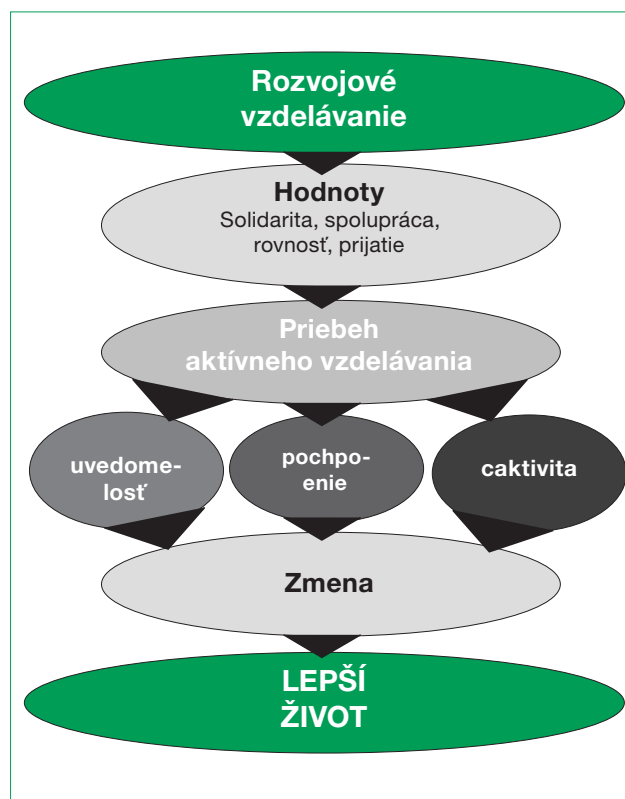 Rozvojové
vzdelávanie
Hodnoty
Solidarita, spolupráca,
rovnosť, prijatie
Priebeh
aktívneho vzdelávania
uvedome-
losť
pochpo-
enie
caktivita
Zmena
LEPŠÍ
ŽIVOT